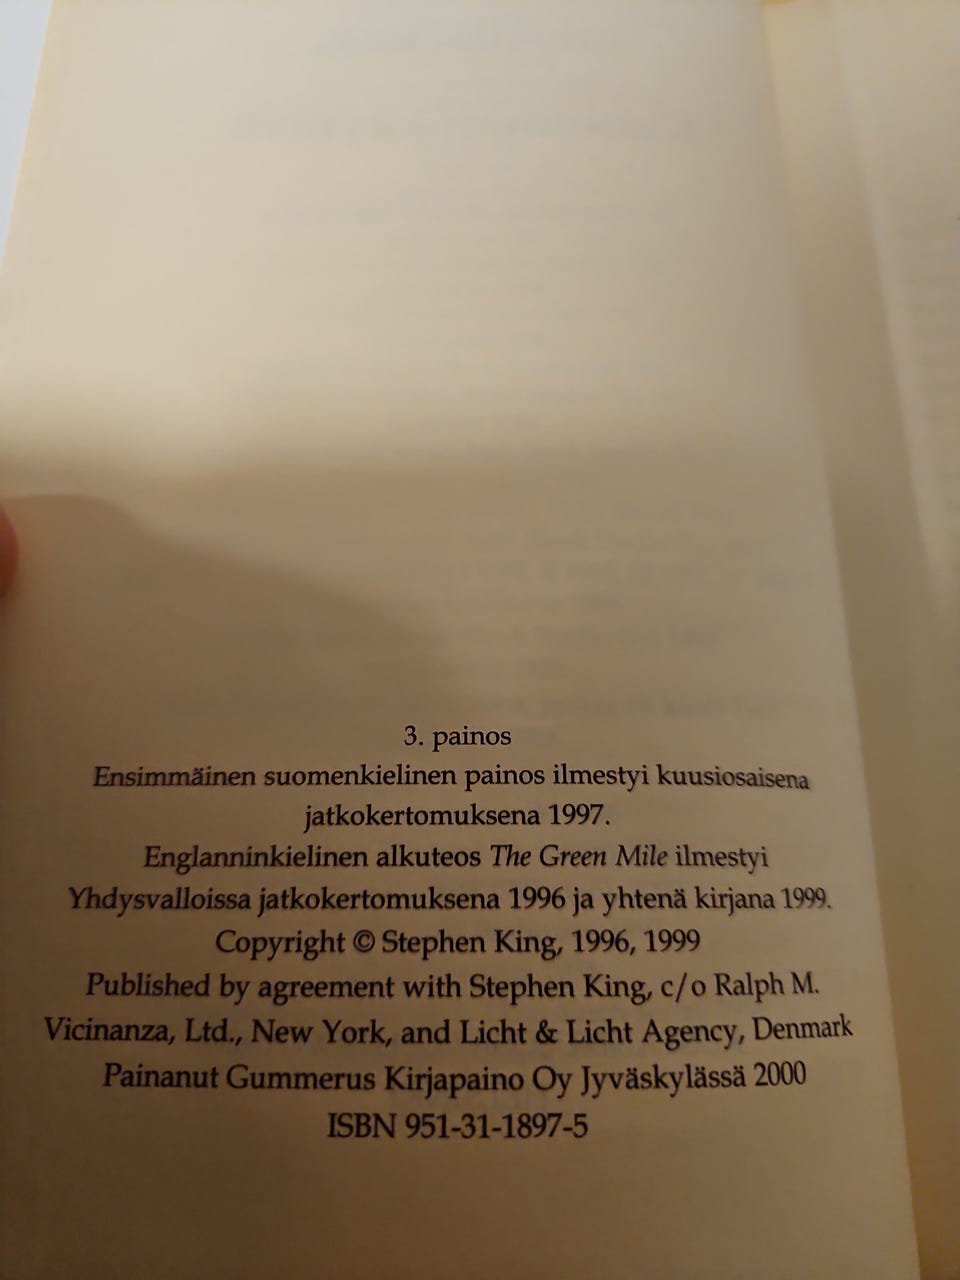 3. painos
Ensimmäinen suomenkielinen painos ilmestyi kuusiosaisena
jatkokertomuksena 1997.
Englanninkielinen alkuteos The Green Mile ilmestyi
Yhdysvalloissa jatkokertomuksena 1996 ja yhtenä kirjana 1999.
Copyright © Stephen King, 1996, 1999
Published by agreement with Stephen King, c/o Ralph M.
Vicinanza, Ltd., New York, and Licht & Licht Agency, Denmark
Painanut Gummerus Kirjapaino Oy Jyväskylässä 2000
ISBN 951-31-1897-5